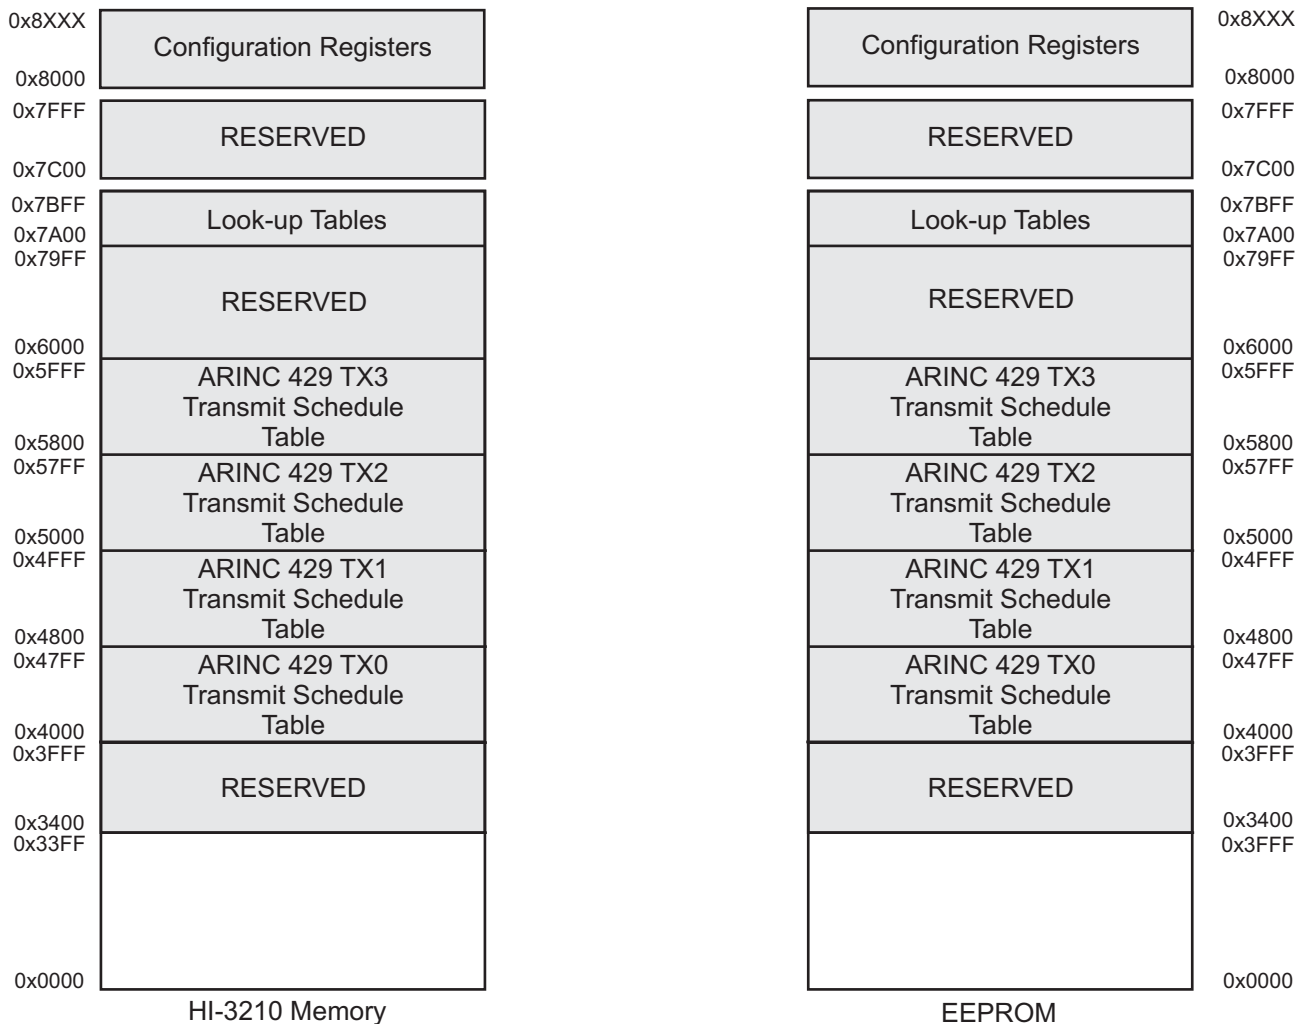 0x8XXX
Configuration Registers
0x8000
0x7FFF
RESERVED
0x7C00
0x7BFF
Look-up Tables
0x7A00
0x79FF
RESERVED
0x6000
0x5FFF
ARINC 429 TX3
Transmit Schedule
Table
0x5800
0x57FF
ARINC 429 TX2
Transmit Schedule
Table
0x5000
0x4FFF
ARINC 429 TX1
Transmit Schedule
Table
0x4800
0x47FF
ARINC 429 TX0
Transmit Schedule
Table
0x4000
0x3FFF
RESERVED
0x3400
0x33FF
0x0000
HI-3210 Memory
0x8XXX
Configuration Registers
0x8000
0x7FFF
RESERVED
0x7C00
0x7BFF
Look-up Tables
0x7A00
0x79FF
RESERVED
0x6000
0x5FFF
ARINC 429 TX3
Transmit Schedule
Table
0x5800
0x57FF
ARINC 429 TX2
Transmit Schedule
Table
0x5000
0x4FFF
ARINC 429 TX1
Transmit Schedule
Table
0x4800
0x47FF
ARINC 429 TX0
Transmit Schedule
Table
0x4000
0x3FFF
RESERVED
0x3400
0x3FFF
0x0000
EEPROM